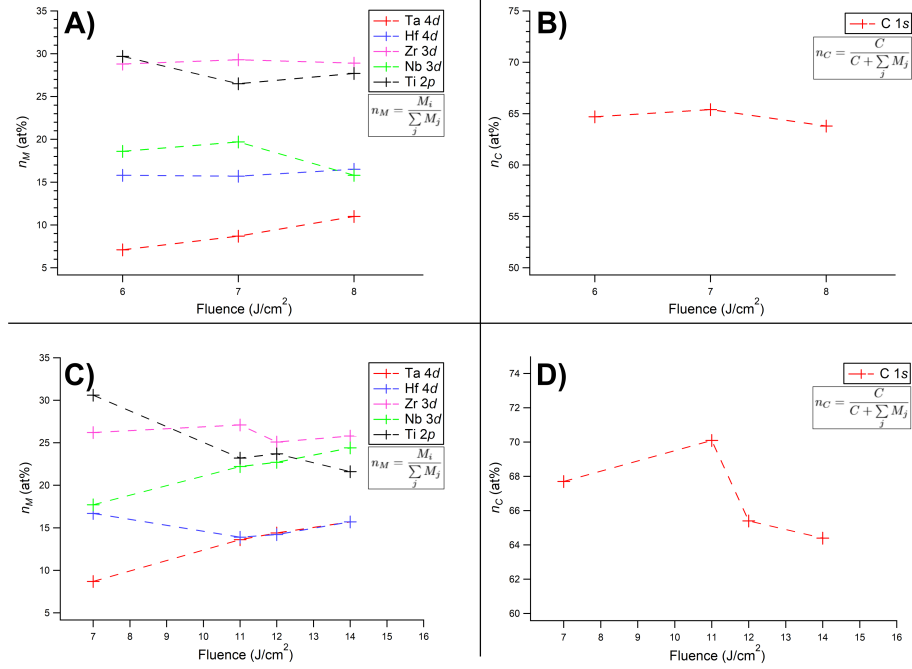 A)
Ta 4d
Hf 4d
Zr 3d
Nb 3d
Ti 2p
n_M = M_i / ∑_j M_j
35
30
25
20
15
10
5
n_M (at%)
6 7 8
Fluence (J/cm²)
B)
C 1s
n_C = C / (C + ∑_j M_j)
75
70
65
60
55
50
n_C (at%)
6 7 8
Fluence (J/cm²)
C)
Ta 4d
Hf 4d
Zr 3d
Nb 3d
Ti 2p
n_M = M_i / ∑_j M_j
35
30
25
20
15
10
5
n_M (at%)
7 8 9 10 11 12 13 14 15 16
Fluence (J/cm²)
D)
C 1s
n_C = C / (C + ∑_j M_j)
74
72
70
68
66
64
62
60
n_C (at%)
7 8 9 10 11 12 13 14 15 16
Fluence (J/cm²)